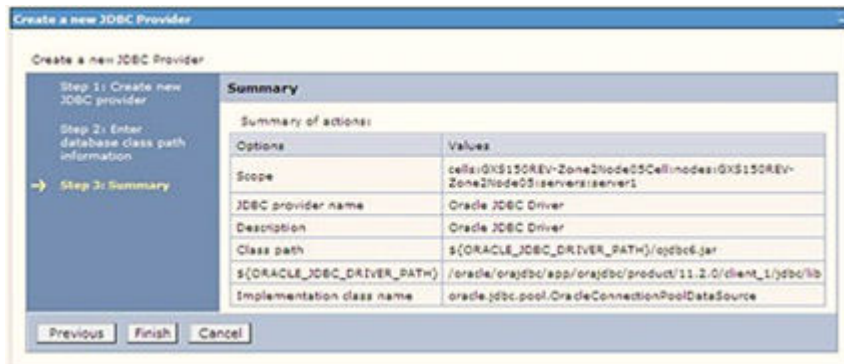 Create a new JDBC Provider
Create a new JDBC Provider
Step 1: Create new
JDBC provider
Step 2: Enter
database class path
information
Step 3: Summary
Summary
Summary of actions:
Options Values
Scope cells:GXS150REV-Zone2Node05Cell:nodes:GXS150REV-
Zone2Node05:servers:server1
JDBC provider name Oracle JDBC Driver
Description Oracle JDBC Driver
Class path ${ORACLE_JDBC_DRIVER_PATH}/ojdbc6.jar
${ORACLE_JDBC_DRIVER_PATH} /oracle/orajdbc/app/orajdbc/product/11.2.0/client_1/jdbc/lib
Implementation class name oracle.jdbc.pool.OracleConnectionPoolDataSource
Previous Finish Cancel